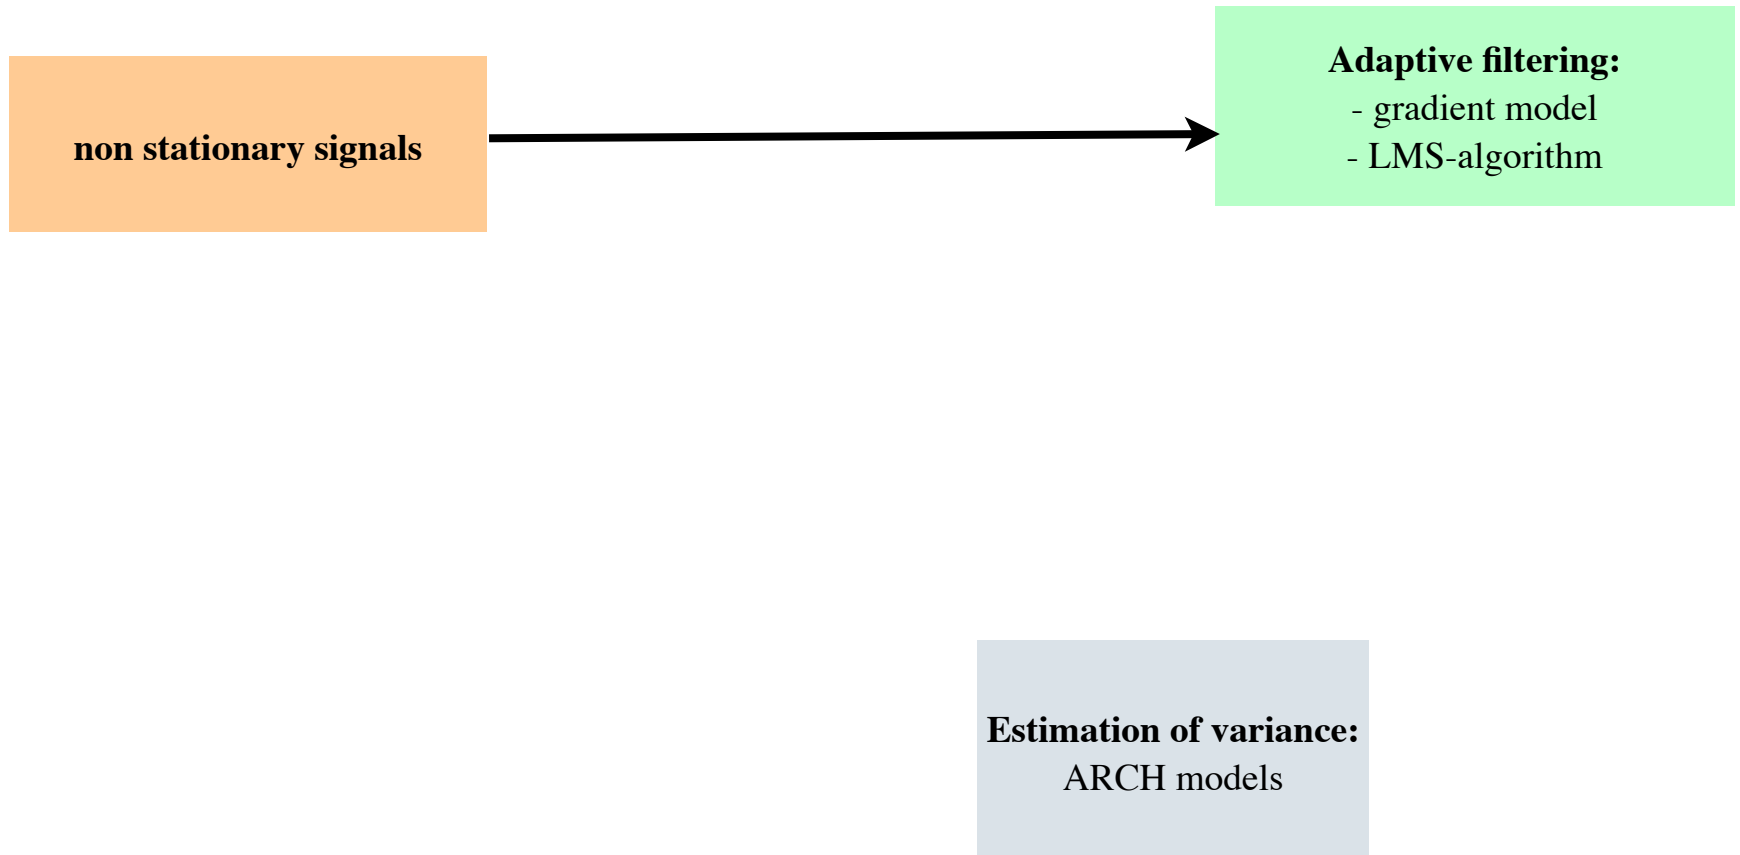 non stationary signals
Adaptive filtering:
- gradient model
- LMS-algorithm
Estimation of variance:
ARCH models